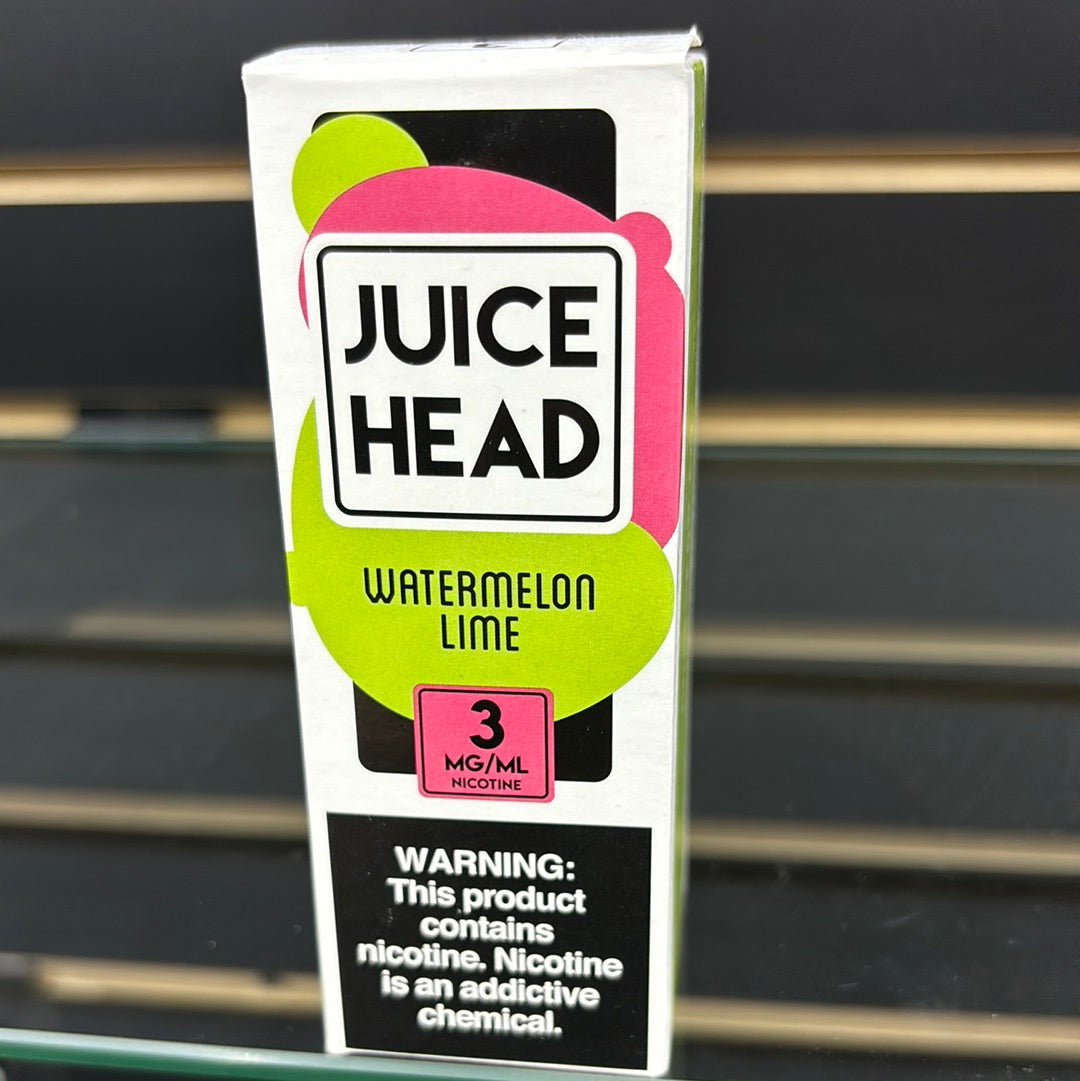 JUICE
HEAD
WATERMELON
LIME
3
MG/ML
NICOTINE
WARNING:
This product
contains
nicotine. Nicotine
is an addictive
chemical.